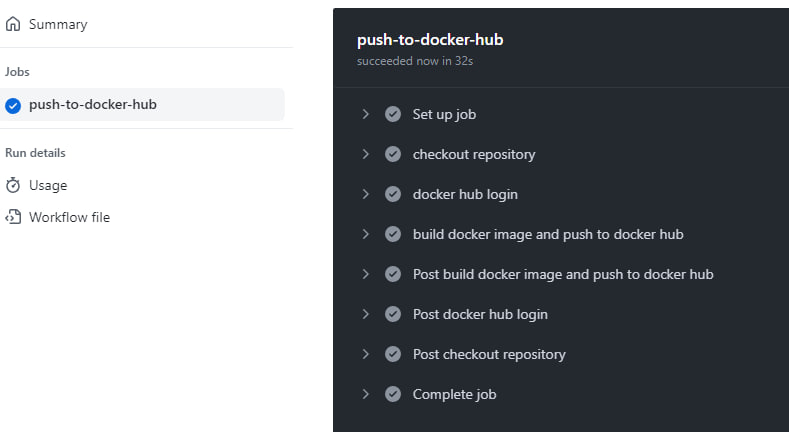 Summary
Jobs
push-to-docker-hub
Run details
Usage
Workflow file
push-to-docker-hub
succeeded now in 32s
Set up job
checkout repository
docker hub login
build docker image and push to docker hub
Post build docker image and push to docker hub
Post docker hub login
Post checkout repository
Complete job